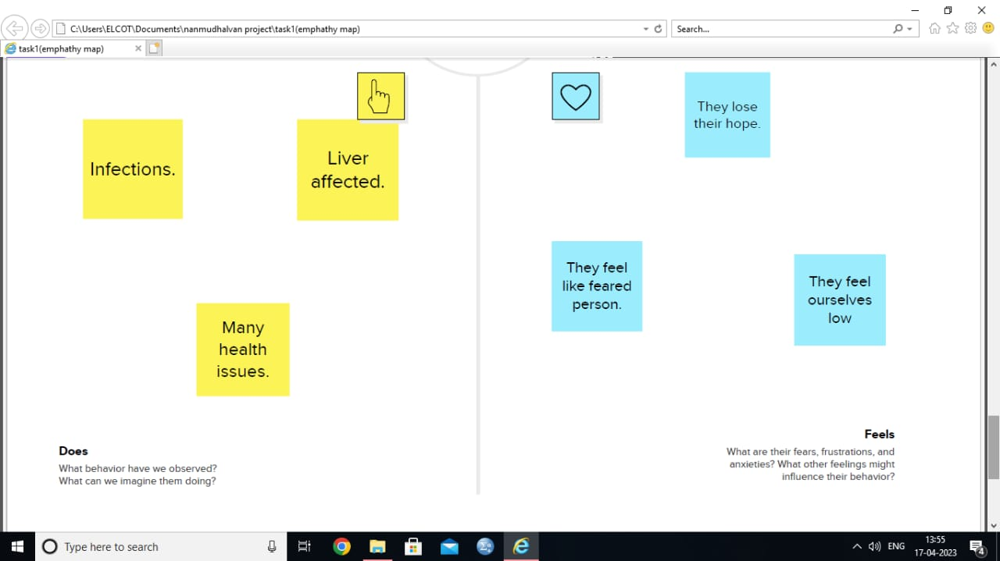 C:\Users\ELCOT\Documents\nanmudhalvan project\task1(emphathy map)
Search...
task1(emphathy map)
Infections.
Liver
affected.
Many
health
issues.
Does
What behavior have we observed?
What can we imagine them doing?
They lose
their hope.
They feel
like feared
person.
They feel
ourselves
low
Feels
What are their fears, frustrations, and
anxieties? What other feelings might
influence their behavior?
Type here to search
ENG
13:55
17-04-2023
4